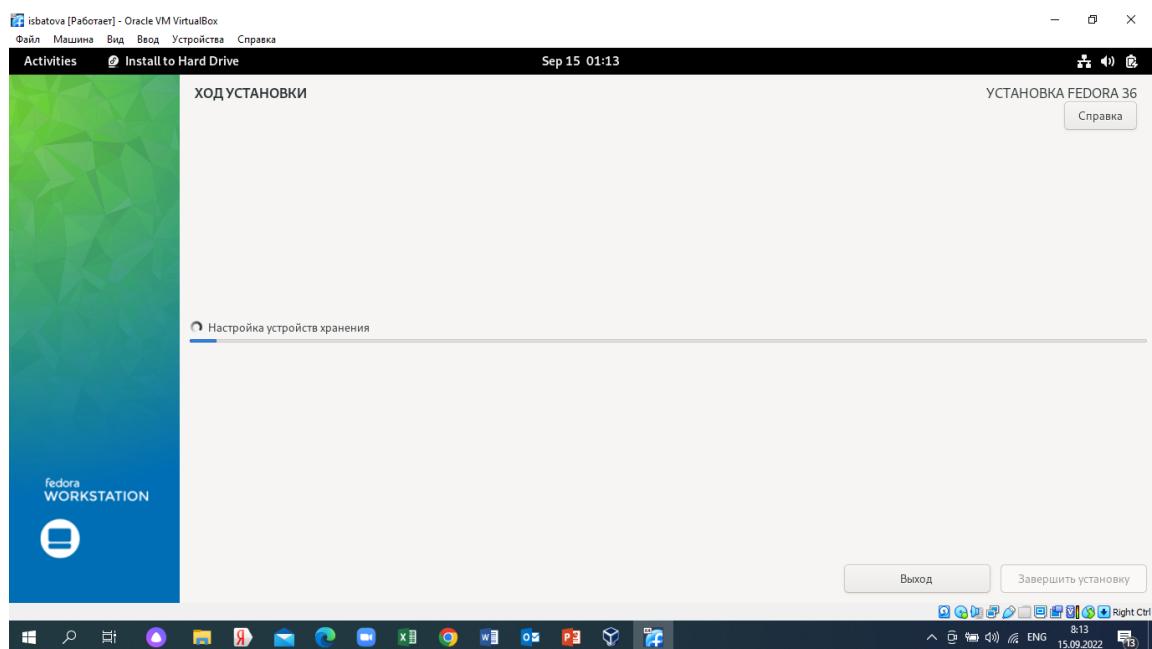 isbatova [Работает] - Oracle VM VirtualBox
Файл Машина Вид Ввод Устройства Справка
Activities Install to Hard Drive Sep 15 01:13
ХОД УСТАНОВКИ
УСТАНОВКА FEDORA 36
Справка
Настройка устройств хранения
fedora
WORKSTATION
Выход
Завершить установку
Right Ctrl
ENG
8:13
15.09.2022
13